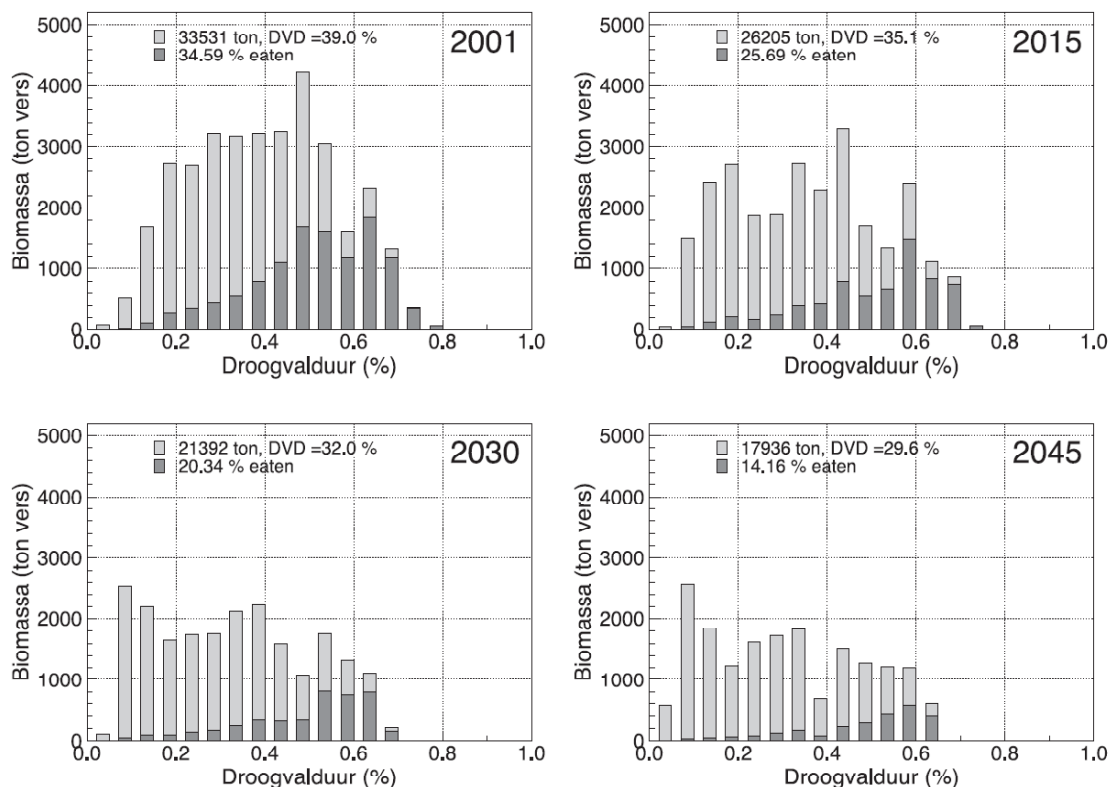 5000
4000
3000
2000
1000
0
Biomassa (ton vers)
33531 ton, DVD =39.0 %
34.59 % eaten
2001
0.0 0.2 0.4 0.6 0.8 1.0
Droogvalduur (%)
5000
4000
3000
2000
1000
0
Biomassa (ton vers)
26205 ton, DVD =35.1 %
25.69 % eaten
2015
0.0 0.2 0.4 0.6 0.8 1.0
Droogvalduur (%)
5000
4000
3000
2000
1000
0
Biomassa (ton vers)
21392 ton, DVD =32.0 %
20.34 % eaten
2030
0.0 0.2 0.4 0.6 0.8 1.0
Droogvalduur (%)
5000
4000
3000
2000
1000
0
Biomassa (ton vers)
17936 ton, DVD =29.6 %
14.16 % eaten
2045
0.0 0.2 0.4 0.6 0.8 1.0
Droogvalduur (%)